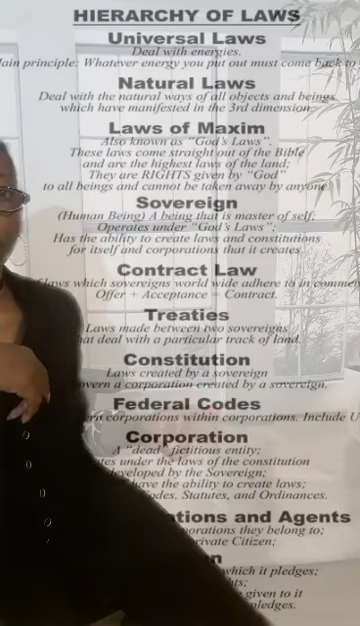 HIERARCHY OF LAWS
Universal Laws
Deal with energies.
principle: Whatever energy you put out must come back to
Natural Laws
Deal with the natural ways of all objects and beings
which have manifested in the 3rd dimension.
Laws of Maxim
Also known as "God's Laws".
These laws come straight out of the Bible
and are the highest laws of the land;
They are RIGHTS given by "God"
to all beings and cannot be taken away by anyone.
Sovereign
(Human Being) A being that is master of self.
Operates under "God's Laws";
Has the ability to create laws and constitutions
for itself and corporations that it creates.
Contract Law
laws which sovereigns world wide adhere to in
Offer + Acceptance = Contract.
Treaties
Laws made between two sovereigns
that deal with a particular track of land.
Constitution
Laws created by a sovereign
a corporation created by a sovereign.
Federal Codes
corporations within corporations. Include
Corporation
A "dead" fictitious entity;
under the laws of the constitution
developed by the Sovereign;
have the ability to create laws;
Codes, Statutes, and Ordinances.
and Agents
they belong to;
Private Citizen;
which it pledges;
given to it
pledges.